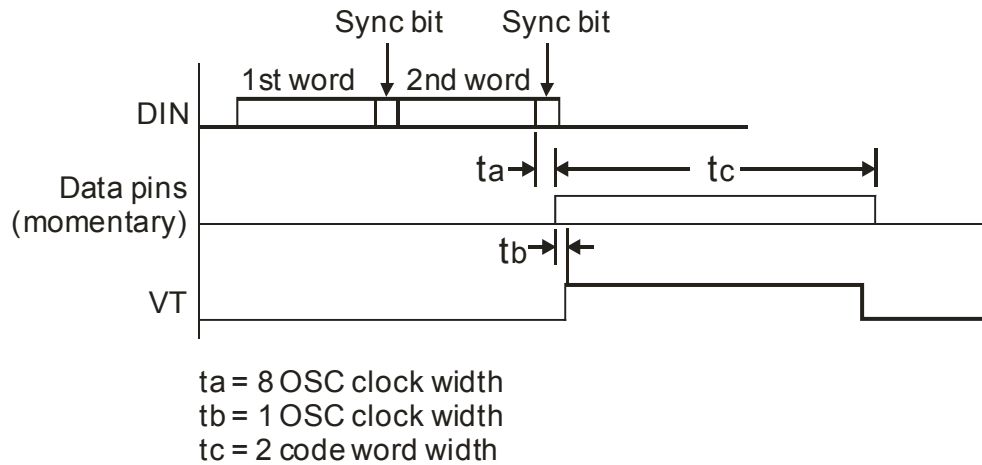 Sync bit
Sync bit
1st word
2nd word
DIN
ta
tc
Data pins
(momentary)
tb
VT
ta = 8 OSC clock width
tb = 1 OSC clock width
tc = 2 code word width